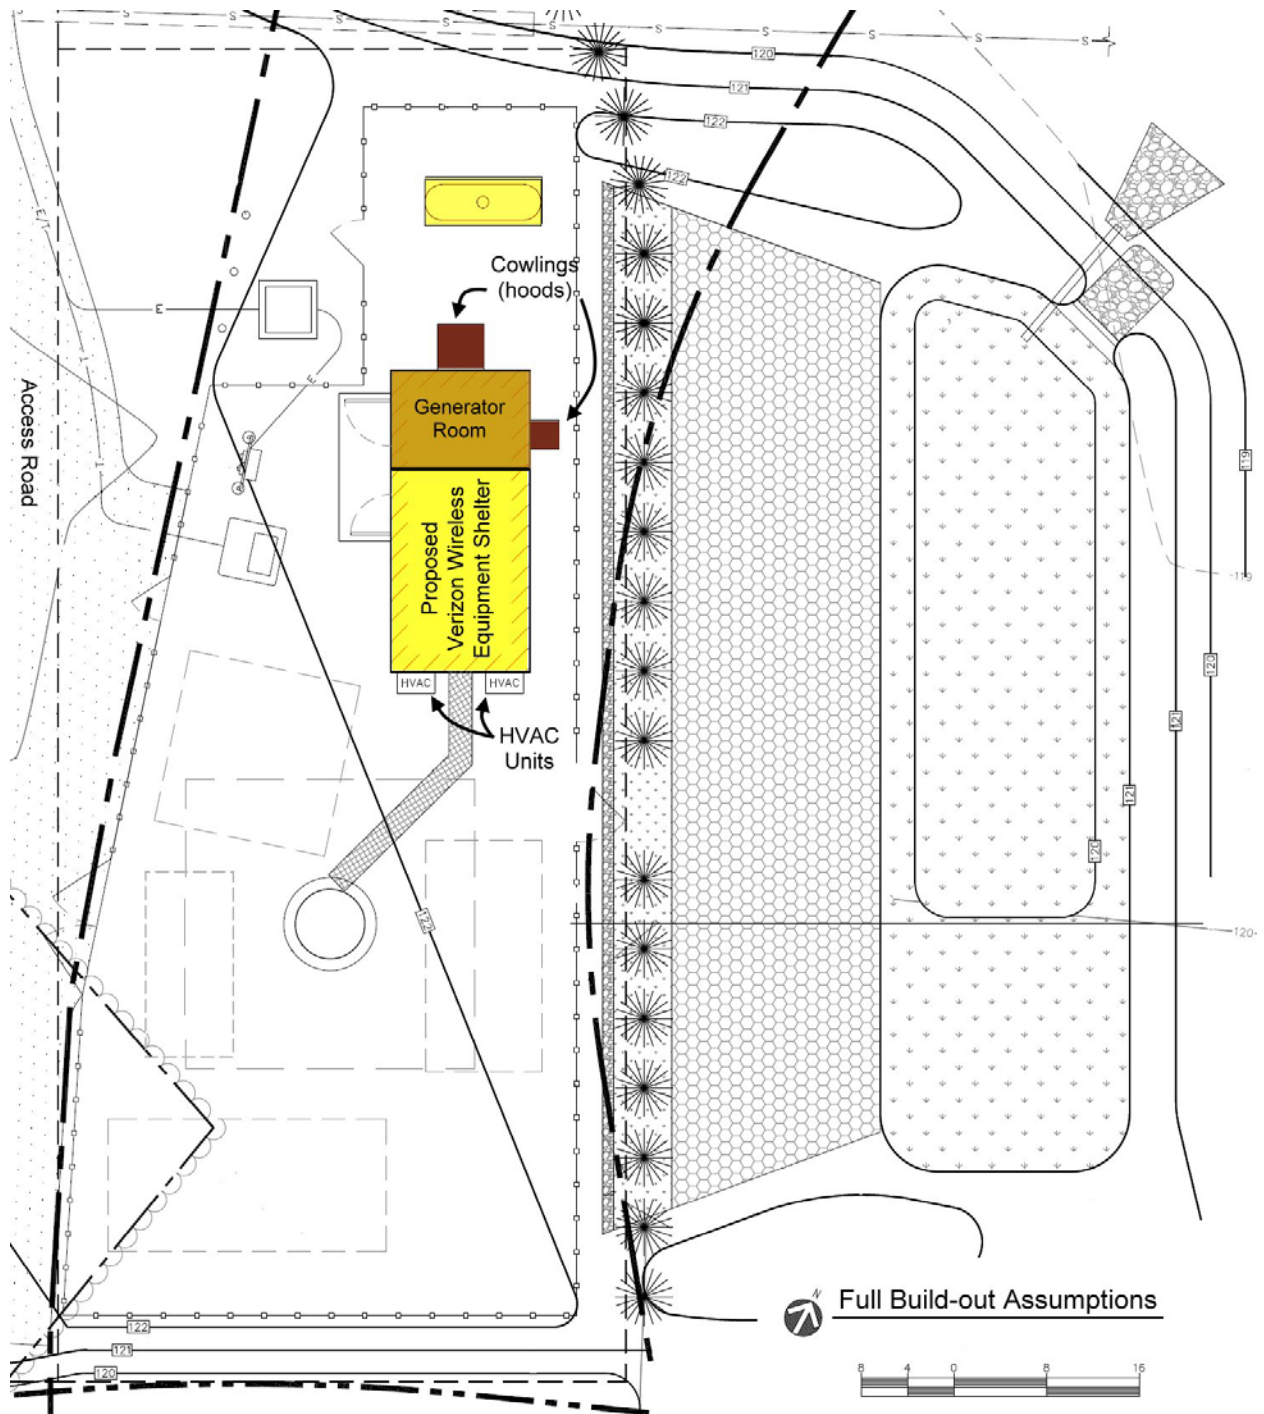 S S S S S S S S
120
121
122
122
E/T
E
E
T
T
Cowlings
(hoods)
Generator
Room
Access Road
Proposed
Verizon Wireless
Equipment Shelter
HVAC HVAC
HVAC
Units
119
119
120
121
121
120
122
120
N
Full Build-out Assumptions
122
121
120
8 4 0 8 16